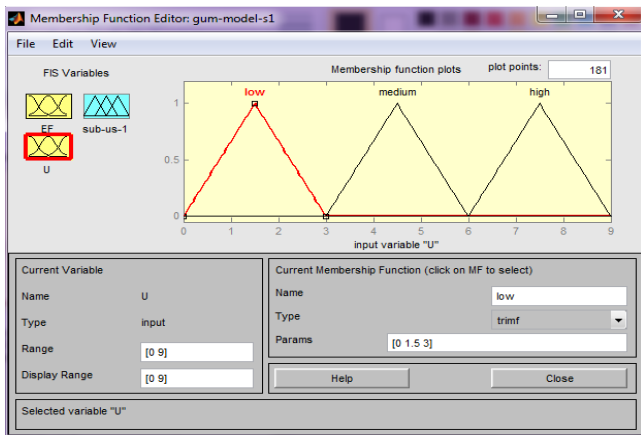 Membership Function Editor: gum-model-s1
File Edit View
FIS Variables
EF
sub-us-1
U
Membership function plots
plot points: 181
low medium high
1
0.5
0
0 1 2 3 4 5 6 7 8 9
input variable "U"
Current Variable
Name U
Type input
Range [0 9]
Display Range [0 9]
Current Membership Function (click on MF to select)
Name low
Type trimf
Params [0 1.5 3]
Help Close
Selected variable "U"